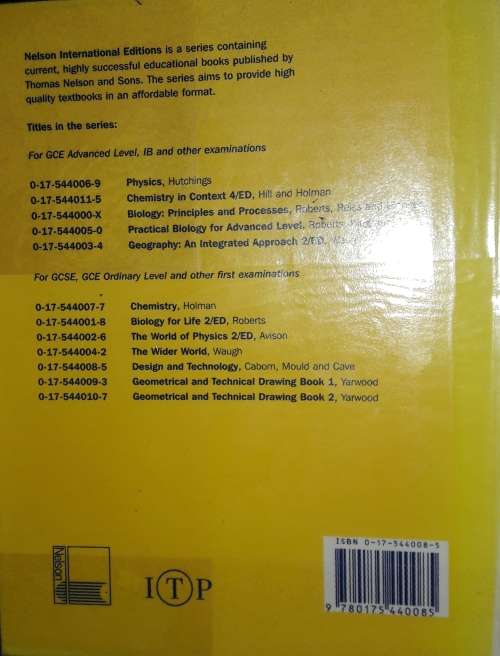 Nelson International Editions is a series containing
current, highly successful educational books published by
Thomas Nelson and Sons. The series aims to provide high
quality textbooks in an affordable format.
Titles in the series:
For GCE Advanced Level, IB and other examinations
0-17-544006-9 Physics, Hutchings
0-17-544011-5 Chemistry in Context 4/ED, Hill and Holman
0-17-544000-X Biology: Principles and Processes, Roberts, and
0-17-544005-0 Practical Biology for Advanced Level, Roberts,
0-17-544003-4 Geography: An Integrated Approach 2/ED,
For GCSE, GCE Ordinary Level and other first examinations
0-17-544007-7 Chemistry, Holman
0-17-544001-8 Biology for Life 2/ED, Roberts
0-17-544002-6 The World of Physics 2/ED, Avison
0-17-544004-2 The Wider World, Waugh
0-17-544008-5 Design and Technology, Caborn, Mould and Cave
0-17-544009-3 Geometrical and Technical Drawing Book 1, Yarwood
0-17-544010-7 Geometrical and Technical Drawing Book 2, Yarwood
ISBN 0-17-544008-5
Nelson
ITP
9 780175 440085